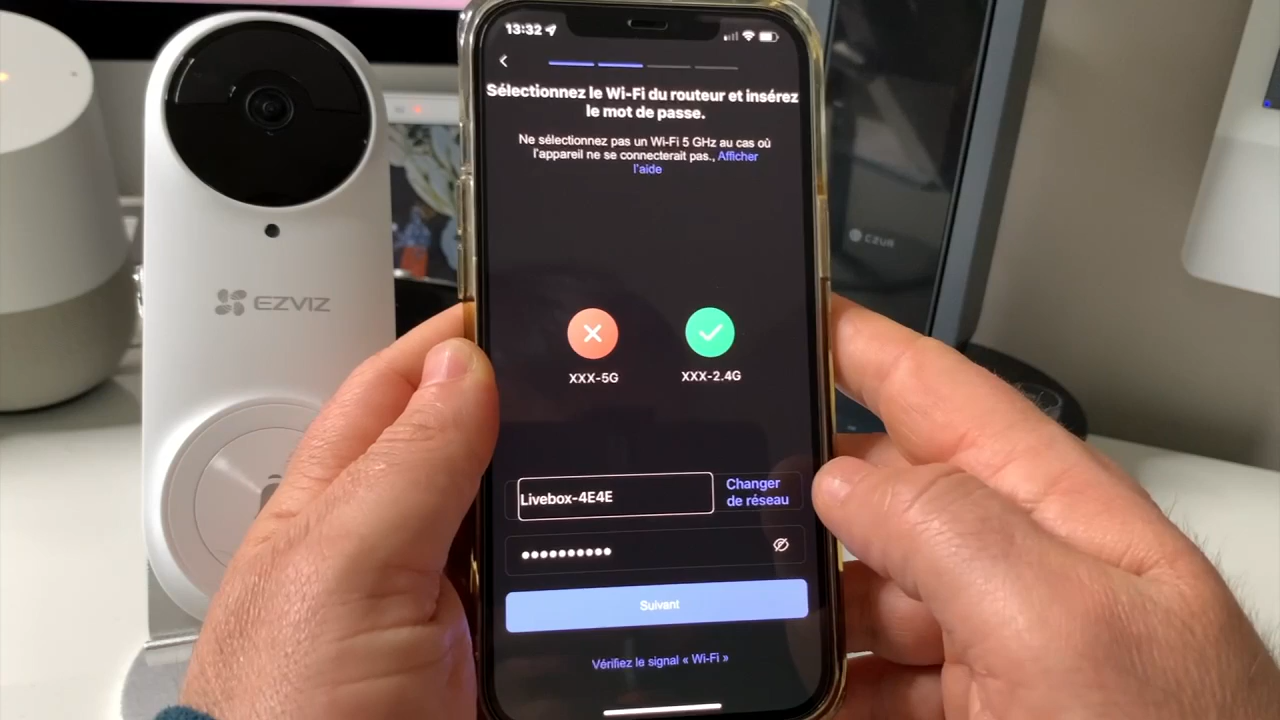 13:32
Sélectionnez le Wi-Fi du routeur et insérez
le mot de passe.
Ne sélectionnez pas un Wi-Fi 5 GHz au cas où
l'appareil ne se connecterait pas., Afficher
l'aide
CZUR
EZVIZ
XXX-5G
XXX-2.4G
Livebox-4E4E
Changer
de réseau
••••••••••
Suivant
Vérifiez le signal « Wi-Fi »